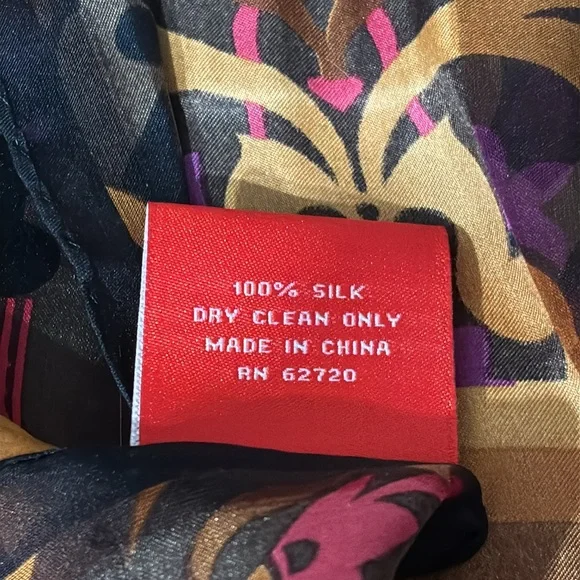 100% SILK
DRY CLEAN ONLY
MADE IN CHINA
RN 62720